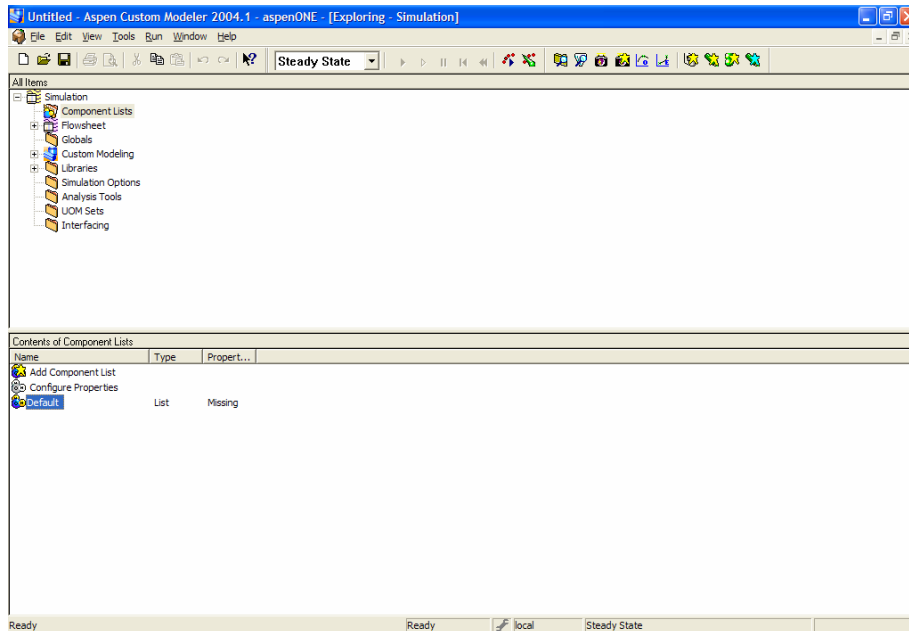 Untitled - Aspen Custom Modeler 2004.1 - aspenONE - [Exploring - Simulation]
File Edit View Tools Run Window Help
Steady State
All Items
Simulation
Component Lists
Flowsheet
Globals
Custom Modeling
Libraries
Simulation Options
Analysis Tools
UOM Sets
Interfacing
Contents of Component Lists
Name Type Propert...
Add Component List
Configure Properties
Default List Missing
Ready Ready local Steady State